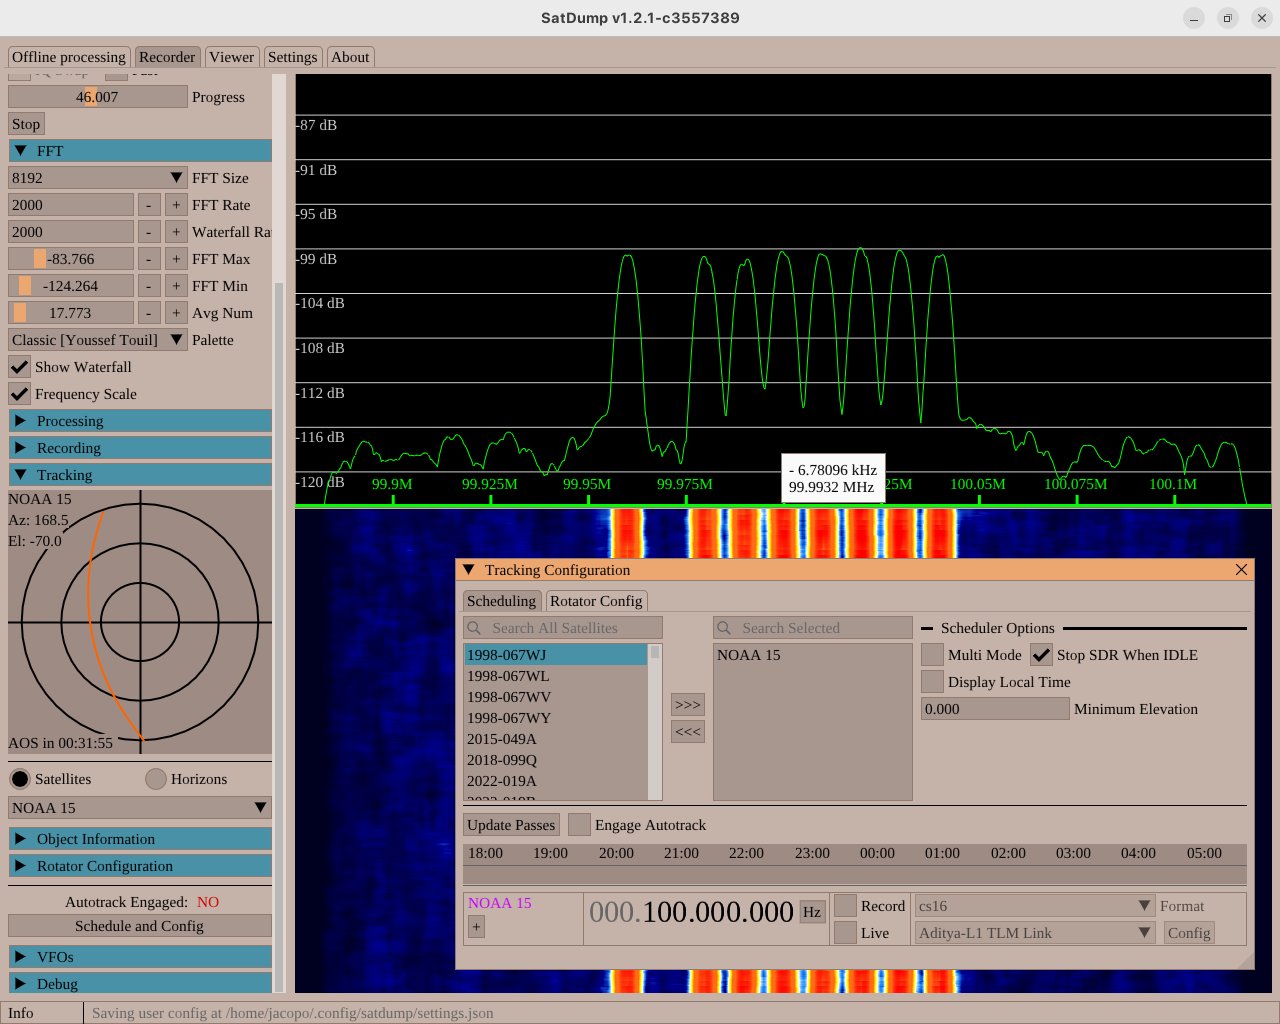 SatDump v1.2.1-c3557389
Offline processing Recorder Viewer Settings About
46.007 Progress
Stop
FFT
8192 FFT Size
2000 - + FFT Rate
2000 - + Waterfall Ra
-83.766 - + FFT Max
-124.264 - + FFT Min
17.773 - + Avg Num
Classic [Youssef Touil] Palette
Show Waterfall
Frequency Scale
Processing
Recording
Tracking
NOAA 15
Az: 168.5
El: -70.0
AOS in 00:31:55
Satellites Horizons
NOAA 15
Object Information
Rotator Configuration
Autotrack Engaged: NO
Schedule and Config
VFOs
Debug
-87 dB
-91 dB
-95 dB
-99 dB
-104 dB
-108 dB
-112 dB
-116 dB
-120 dB
99.9M 99.925M 99.95M 99.975M 25M 100.05M 100.075M 100.1M
- 6.78096 kHz
99.9932 MHz
Tracking Configuration
Scheduling Rotator Config
Search All Satellites
1998-067WJ
1998-067WL
1998-067WV
1998-067WY
2015-049A
2018-099Q
2022-019A
>>>
<<<
Search Selected
NOAA 15
Scheduler Options
Multi Mode Stop SDR When IDLE
Display Local Time
0.000 Minimum Elevation
Update Passes Engage Autotrack
18:00 19:00 20:00 21:00 22:00 23:00 00:00 01:00 02:00 03:00 04:00 05:00
NOAA 15
+
000.100.000.000 Hz
Record cs16 Format
Live Aditya-L1 TLM Link Config
Info Saving user config at /home/jacopo/.config/satdump/settings.json